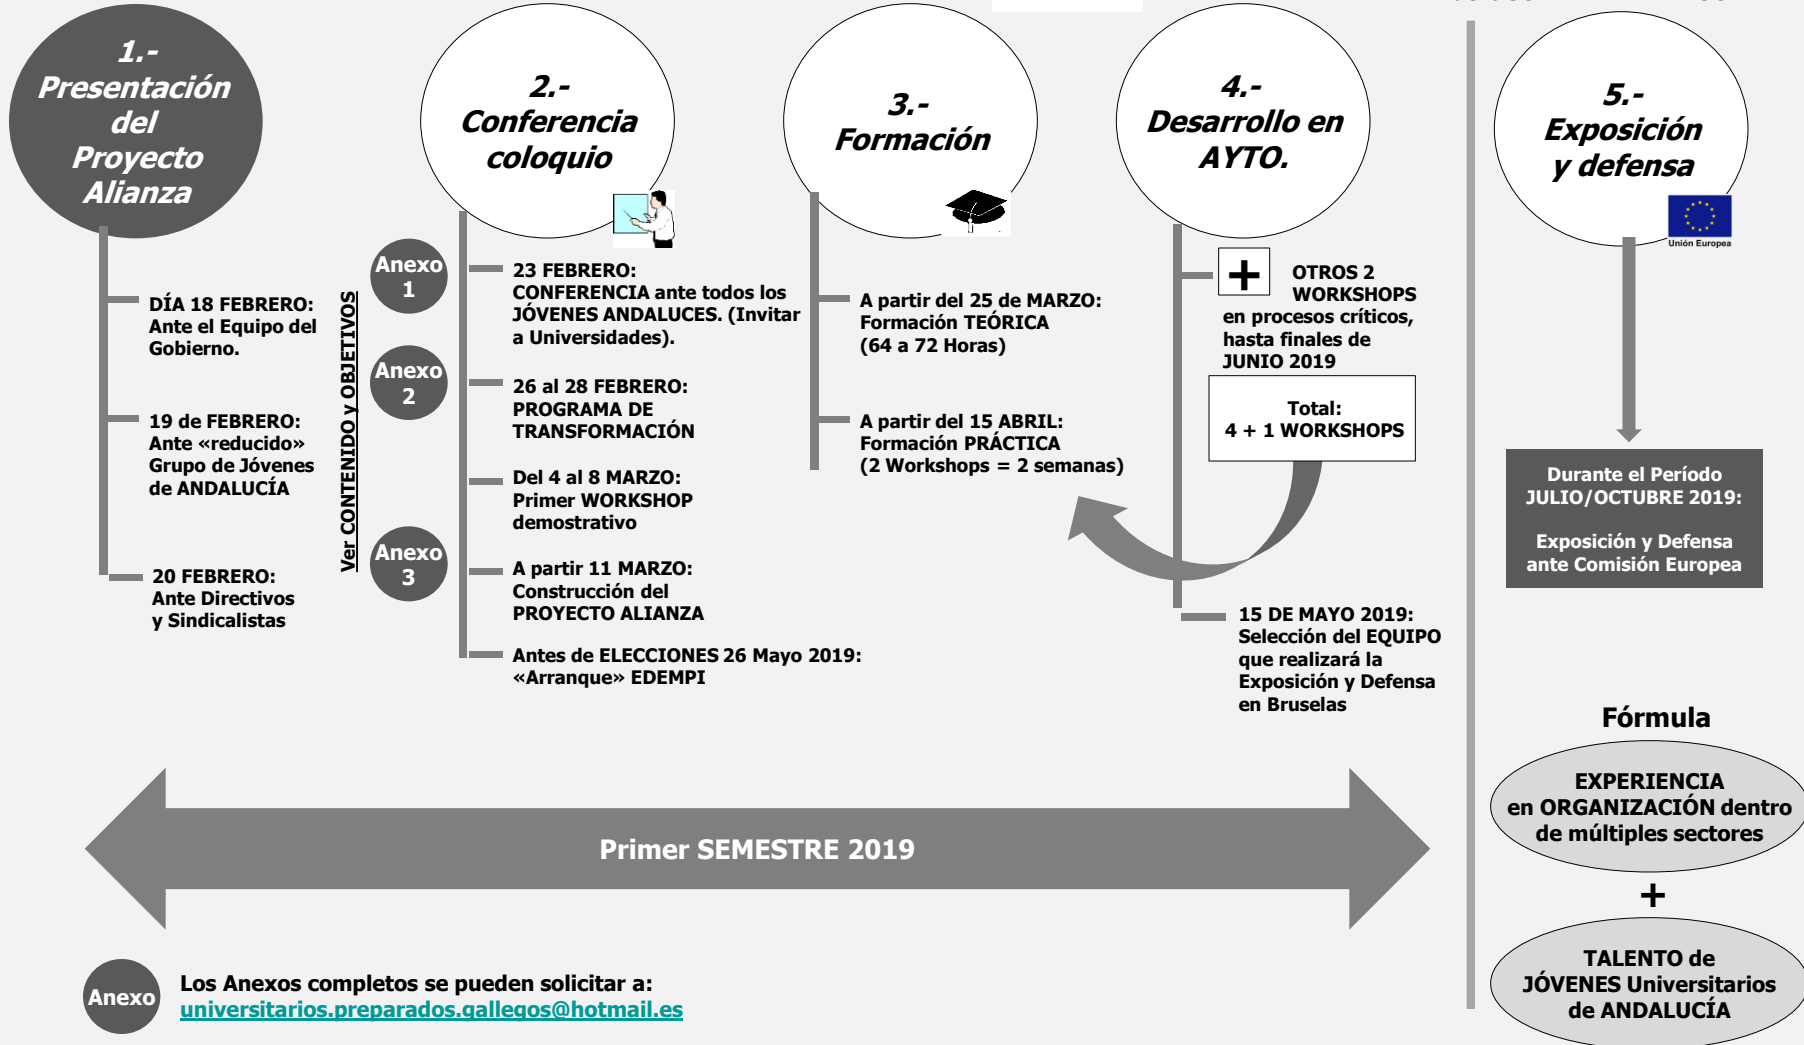 1.-
Presentación
del
Proyecto
Alianza
DÍA 18 FEBRERO:
Ante el Equipo del
Gobierno.
19 de FEBRERO:
Ante «reducido»
Grupo de Jóvenes
de ANDALUCÍA
20 FEBRERO:
Ante Directivos
y Sindicalistas
Ver CONTENIDO y OBJETIVOS
Anexo
1
Anexo
2
Anexo
3
2.-
Conferencia
coloquio
23 FEBRERO:
CONFERENCIA ante todos los
JÓVENES ANDALUCES. (Invitar
a Universidades).
26 al 28 FEBRERO:
PROGRAMA DE
TRANSFORMACIÓN
Del 4 al 8 MARZO:
Primer WORKSHOP
demostrativo
A partir 11 MARZO:
Construcción del
PROYECTO ALIANZA
Antes de ELECCIONES 26 Mayo 2019:
«Arranque» EDEMPI
3.-
Formación
A partir del 25 de MARZO:
Formación TEÓRICA
(64 a 72 Horas)
A partir del 15 ABRIL:
Formación PRÁCTICA
(2 Workshops = 2 semanas)
4.-
Desarrollo en
AYTO.
+
OTROS 2
WORKSHOPS
en procesos críticos,
hasta finales de
JUNIO 2019
Total:
4 + 1 WORKSHOPS
15 DE MAYO 2019:
Selección del EQUIPO
que realizará la
Exposición y Defensa
en Bruselas
5.-
Exposición
y defensa
Unión Europea
Durante el Período
JULIO/OCTUBRE 2019:
Exposición y Defensa
ante Comisión Europea
Fórmula
EXPERIENCIA
en ORGANIZACIÓN dentro
de múltiples sectores
+
TALENTO de
JÓVENES Universitarios
de ANDALUCÍA
Primer SEMESTRE 2019
Anexo
Los Anexos completos se pueden solicitar a:
universitarios.preparados.gallegos@hotmail.es